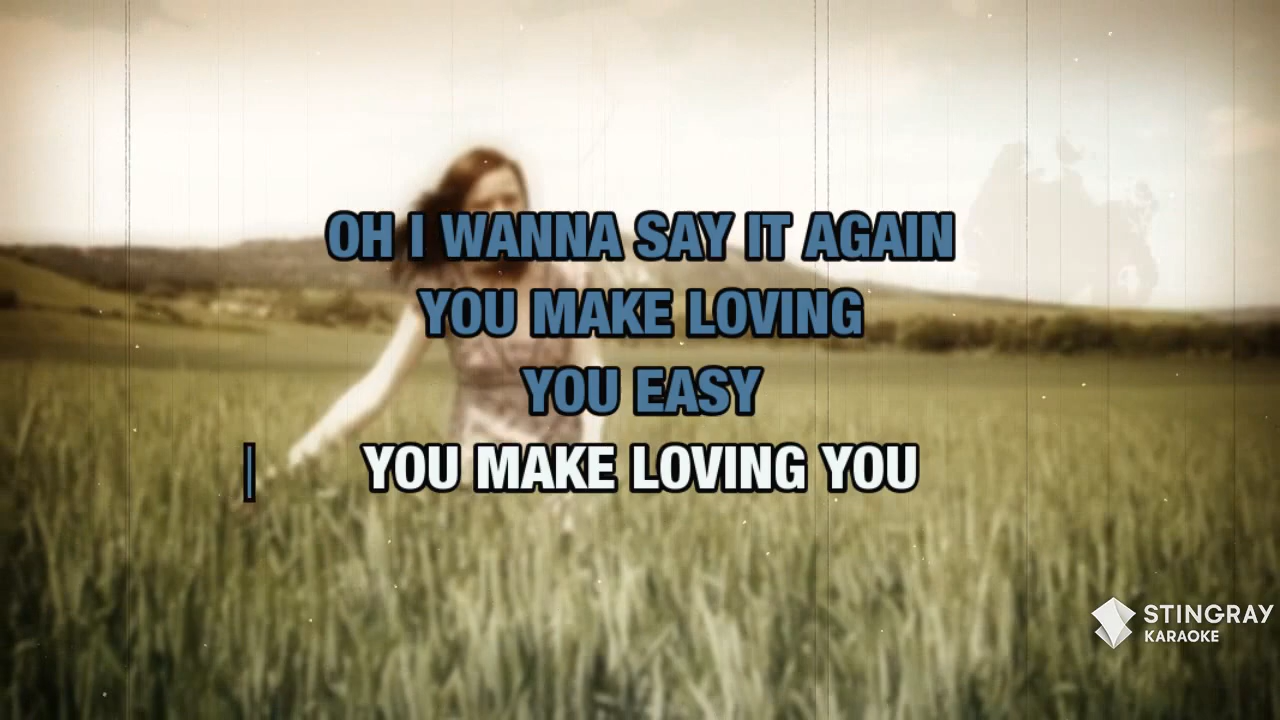 OH I WANNA SAY IT AGAIN
YOU MAKE LOVING
YOU EASY
YOU MAKE LOVING YOU
STINGRAY
KARAOKE